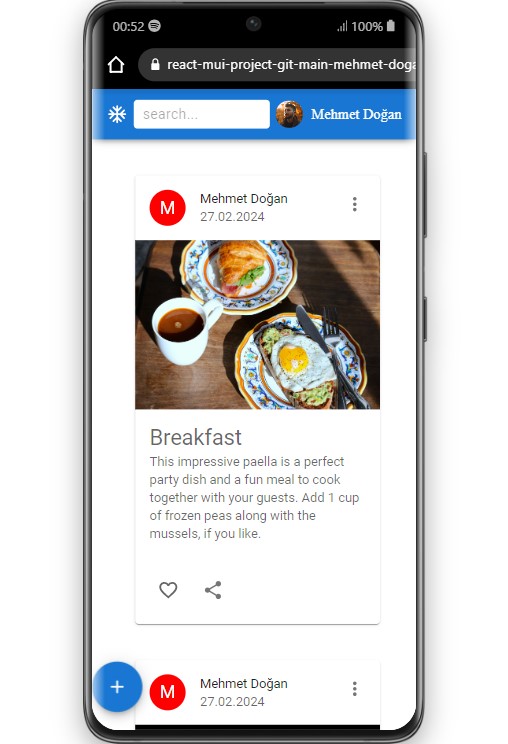 00:52
100%
react-mui-project-git-main-mehmet-doga
search...
Mehmet Doğan
M
Mehmet Doğan
27.02.2024
Breakfast
This impressive paella is a perfect
party dish and a fun meal to cook
together with your guests. Add 1 cup
of frozen peas along with the
mussels, if you like.
+
M
Mehmet Doğan
27.02.2024